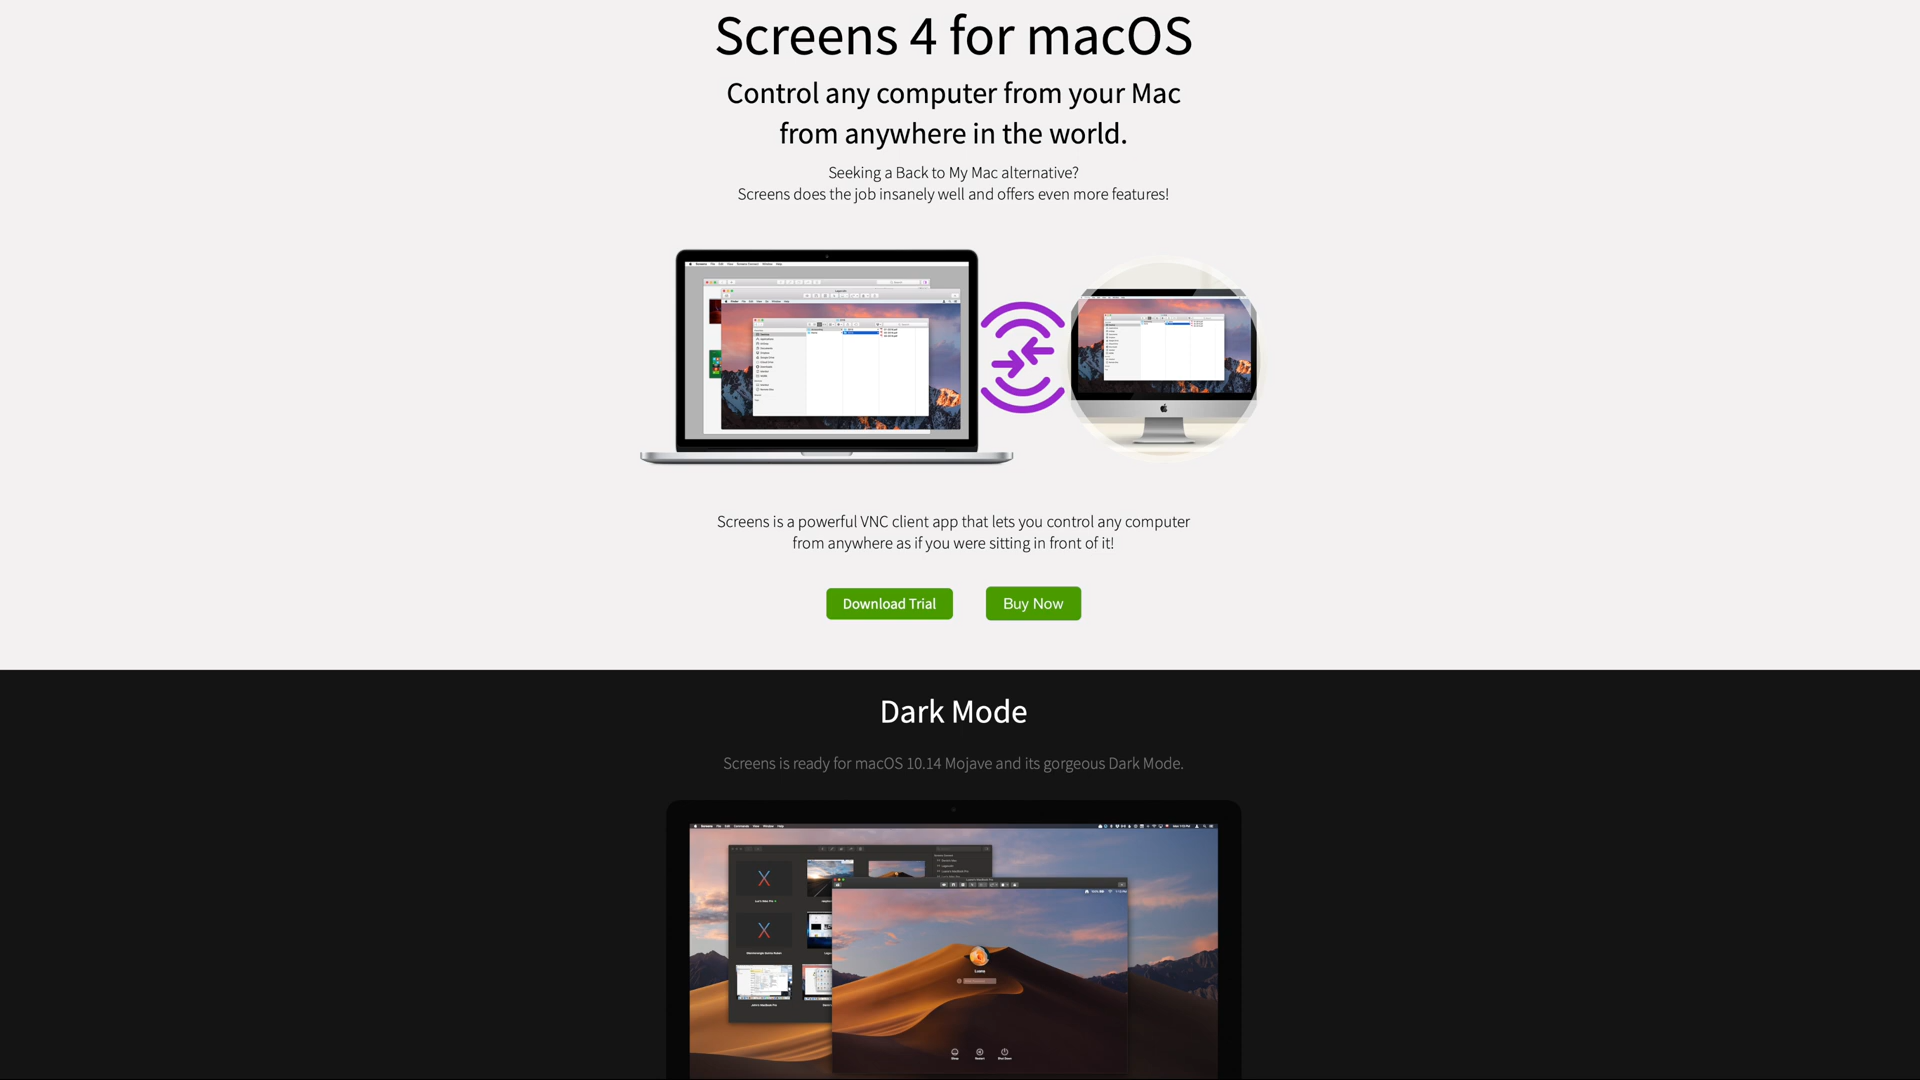 Screens 4 for macOS
Control any computer from your Mac
from anywhere in the world.
Seeking a Back to My Mac alternative?
Screens does the job insanely well and offers even more features!
Screens is a powerful VNC client app that lets you control any computer
from anywhere as if you were sitting in front of it!
Download Trial
Buy Now
Dark Mode
Screens is ready for macOS 10.14 Mojave and its gorgeous Dark Mode.